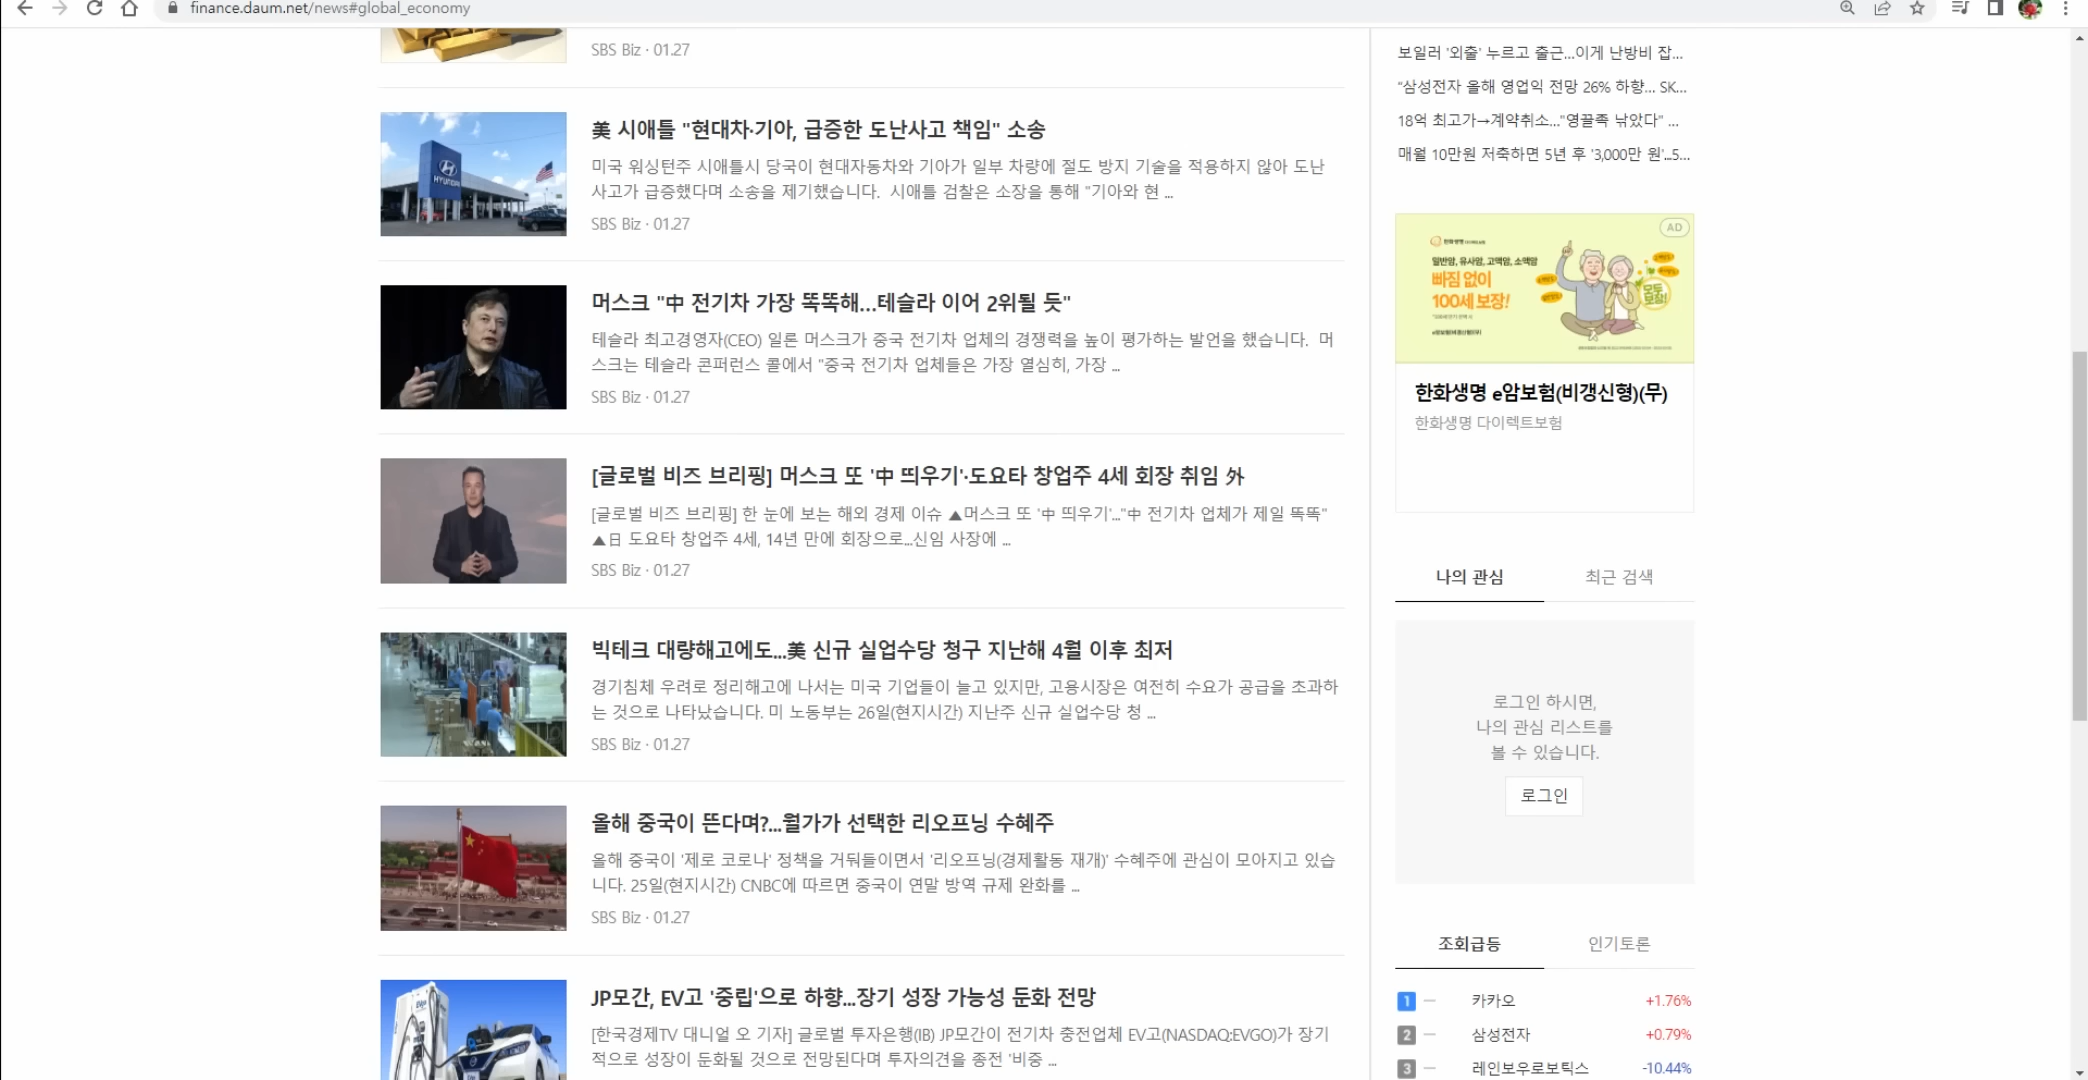 finance.daum.net/news#global_economy
SBS Biz · 01.27
HYUNDAI
美 시애틀 "현대차·기아, 급증한 도난사고 책임" 소송
미국 워싱턴주 시애틀시 당국이 현대자동차와 기아가 일부 차량에 절도 방지 기술을 적용하지 않아 도난
사고가 급증했다며 소송을 제기했습니다. 시애틀 검찰은 소장을 통해 "기아와 현 ...
SBS Biz · 01.27
머스크 "中 전기차 가장 똑똑해...테슬라 이어 2위될 듯"
테슬라 최고경영자(CEO) 일론 머스크가 중국 전기차 업체의 경쟁력을 높이 평가하는 발언을 했습니다. 머
스크는 테슬라 콘퍼런스 콜에서 "중국 전기차 업체들은 가장 열심히, 가장 ...
SBS Biz · 01.27
[글로벌 비즈 브리핑] 머스크 또 '中 띄우기'·도요타 창업주 4세 회장 취임 外
[글로벌 비즈 브리핑] 한 눈에 보는 해외 경제 이슈 ▲머스크 또 '中 띄우기'..."中 전기차 업체가 제일 똑똑"
▲日 도요타 창업주 4세, 14년 만에 회장으로...신임 사장에 ...
SBS Biz · 01.27
빅테크 대량해고에도...美 신규 실업수당 청구 지난해 4월 이후 최저
경기침체 우려로 정리해고에 나서는 미국 기업들이 늘고 있지만, 고용시장은 여전히 수요가 공급을 초과하
는 것으로 나타났습니다. 미 노동부는 26일(현지시간) 지난주 신규 실업수당 청 ...
SBS Biz · 01.27
올해 중국이 뜬다며?...월가가 선택한 리오프닝 수혜주
올해 중국이 '제로 코로나' 정책을 거둬들이면서 '리오프닝(경제활동 재개)' 수혜주에 관심이 모아지고 있습
니다. 25일(현지시간) CNBC에 따르면 중국이 연말 방역 규제 완화를 ...
SBS Biz · 01.27
JP모간, EV고 '중립'으로 하향...장기 성장 가능성 둔화 전망
[한국경제TV 대니얼 오 기자] 글로벌 투자은행(IB) JP모간이 전기차 충전업체 EV고(NASDAQ:EVGO)가 장기
적으로 성장이 둔화될 것으로 전망된다며 투자의견을 종전 '비중 ...
보일러 '외출' 누르고 출근...이게 난방비 잡...
"삼성전자 올해 영업익 전망 26% 하향... SK...
18억 최고가→계약취소..."영끌족 낚았다" ...
매월 10만원 저축하면 5년 후 '3,000만 원'...5...
AD
한화생명
일반암, 유사암, 고액암, 소액암
빠짐 없이
100세 보장!
모두
보장!
한화생명 e암보험(비갱신형)(무)
한화생명 다이렉트보험
나의 관심 최근 검색
로그인 하시면,
나의 관심 리스트를
볼 수 있습니다.
로그인
조회급등 인기토론
1 카카오 +1.76%
2 삼성전자 +0.79%
3 레인보우로보틱스 -10.44%